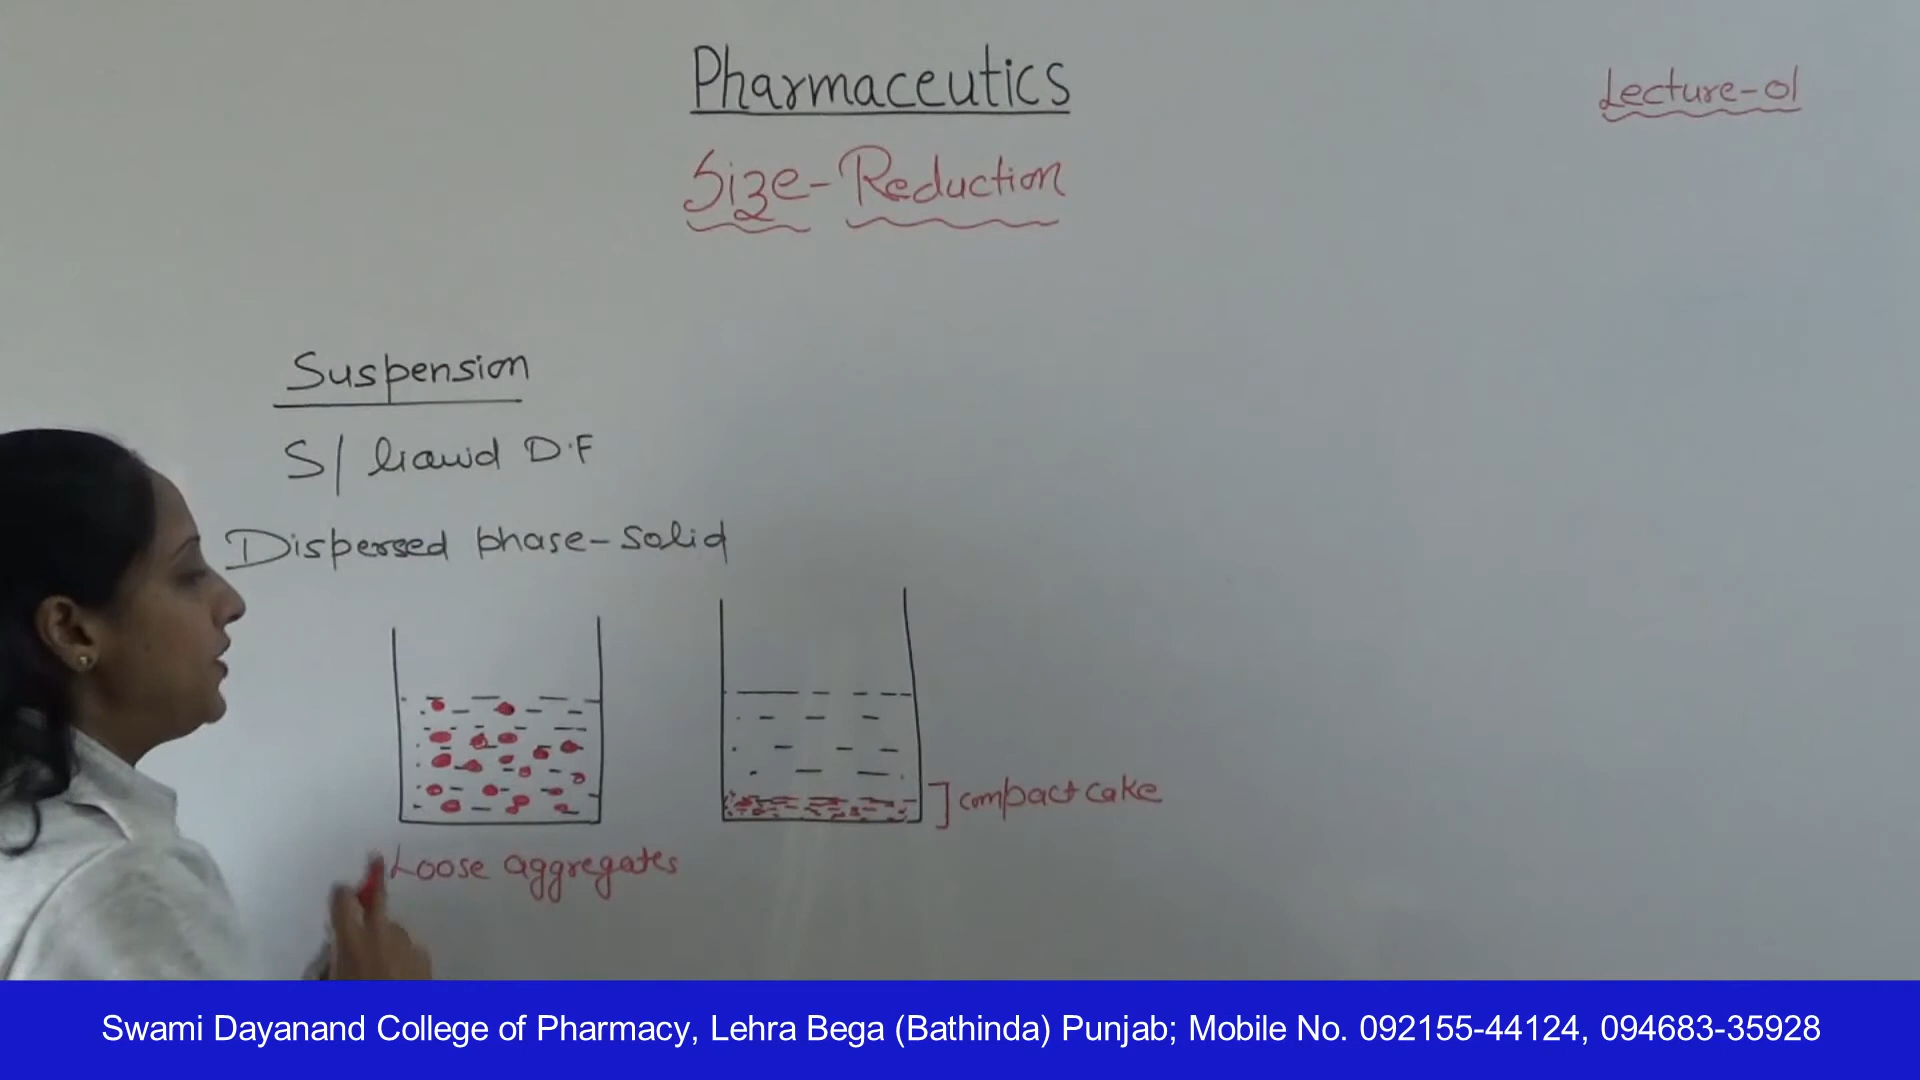 Pharmaceutics
Lecture-01
Size-Reduction
Suspension
S/ liquid D.F
Dispersed phase-solid
] compact cake
Loose aggregates
Swami Dayanand College of Pharmacy, Lehra Bega (Bathinda) Punjab; Mobile No. 092155-44124, 094683-35928